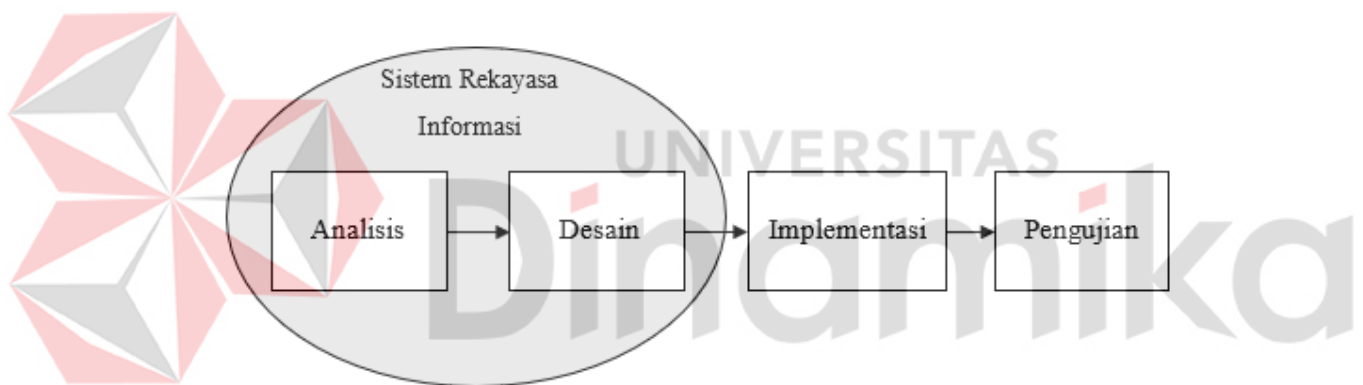 Sistem Rekayasa
Informasi
UNIVERSITAS
Dinamika
Analisis
Desain
Implementasi
Pengujian